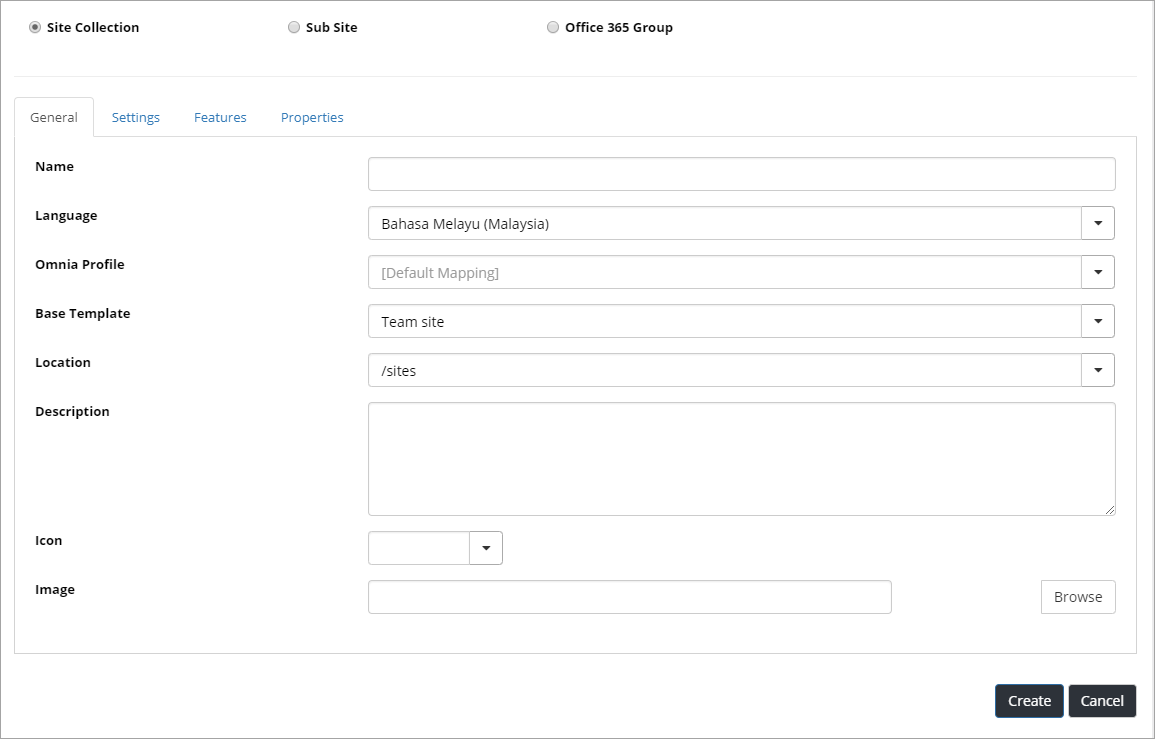 Site Collection Sub Site Office 365 Group
General Settings Features Properties
Name
Language Bahasa Melayu (Malaysia)
Omnia Profile [Default Mapping]
Base Template Team site
Location /sites
Description
Icon
Image Browse
Create Cancel